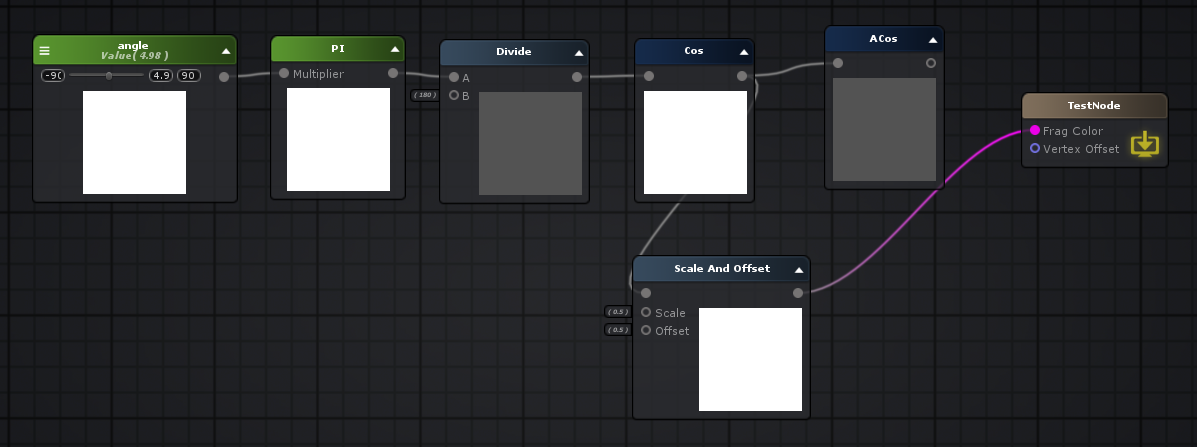 angle
Value( 4.98 )
-90
4.9
90
PI
Multiplier
Divide
A
( 180 )
B
Cos
ACos
TestNode
Frag Color
Vertex Offset
Scale And Offset
( 0.5 )
Scale
( 0.5 )
Offset